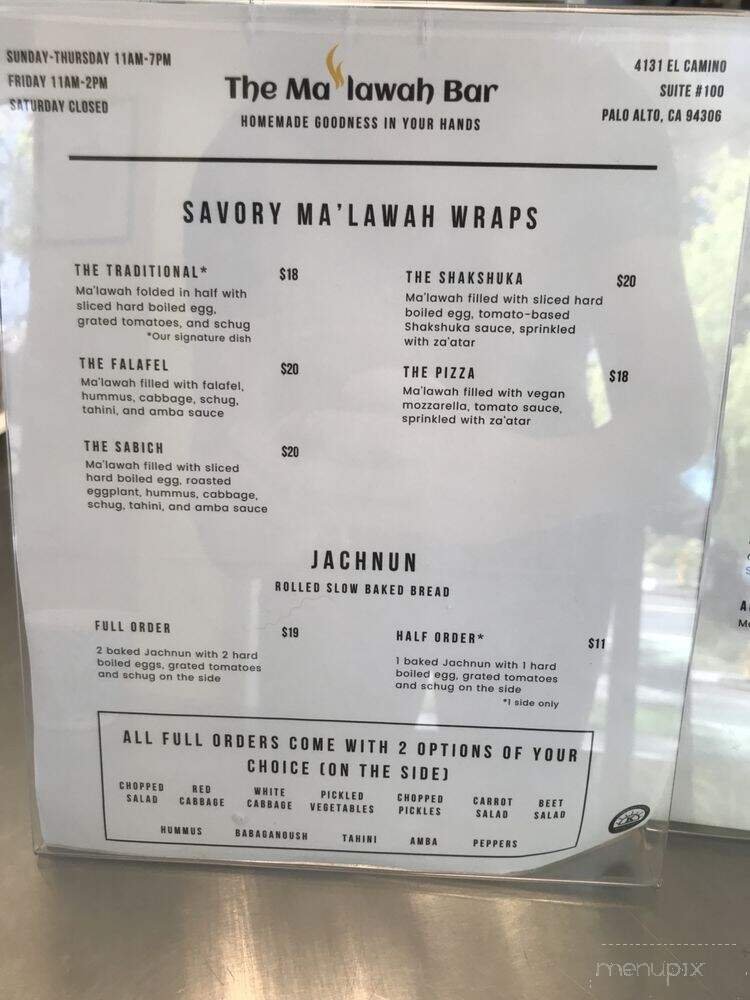 SUNDAY-THURSDAY 11AM-7PM
FRIDAY 11AM-2PM
SATURDAY CLOSED
The Ma'lawah Bar
HOMEMADE GOODNESS IN YOUR HANDS
4131 EL CAMINO
SUITE #100
PALO ALTO, CA 94306
SAVORY MA'LAWAH WRAPS
THE TRADITIONAL* $18
Ma'lawah folded in half with
sliced hard boiled egg,
grated tomatoes, and schug
*Our signature dish
THE FALAFEL $20
Ma'lawah filled with falafel,
hummus, cabbage, schug,
tahini, and amba sauce
THE SABICH $20
Ma'lawah filled with sliced
hard boiled egg, roasted
eggplant, hummus, cabbage,
schug, tahini, and amba sauce
THE SHAKSHUKA $20
Ma'lawah filled with sliced hard
boiled egg, tomato-based
Shakshuka sauce, sprinkled
with za'atar
THE PIZZA $18
Ma'lawah filled with vegan
mozzarella, tomato sauce,
sprinkled with za'atar
JACHNUN
ROLLED SLOW BAKED BREAD
FULL ORDER $19
2 baked Jachnun with 2 hard
boiled eggs, grated tomatoes
and schug on the side
HALF ORDER* $11
1 baked Jachnun with 1 hard
boiled egg, grated tomatoes
and schug on the side
*1 side only
ALL FULL ORDERS COME WITH 2 OPTIONS OF YOUR
CHOICE (ON THE SIDE)
CHOPPED SALAD RED CABBAGE WHITE CABBAGE PICKLED VEGETABLES CHOPPED PICKLES CARROT SALAD BEET SALAD
HUMMUS BABAGANOUSH TAHINI AMBA PEPPERS
menupix